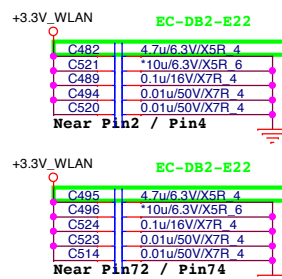 +3.3V_WLAN
EC-DB2-E22
C482 4.7u/6.3V/X5R_4
C521 *10u/6.3V/X5R_6
C489 0.1u/16V/X7R_4
C494 0.01u/50V/X7R_4
C520 0.01u/50V/X7R_4
Near Pin2 / Pin4
+3.3V_WLAN
EC-DB2-E22
C495 4.7u/6.3V/X5R_4
C496 *10u/6.3V/X5R_6
C524 0.1u/16V/X7R_4
C523 0.01u/50V/X7R_4
C514 0.01u/50V/X7R_4
Near Pin72 / Pin74